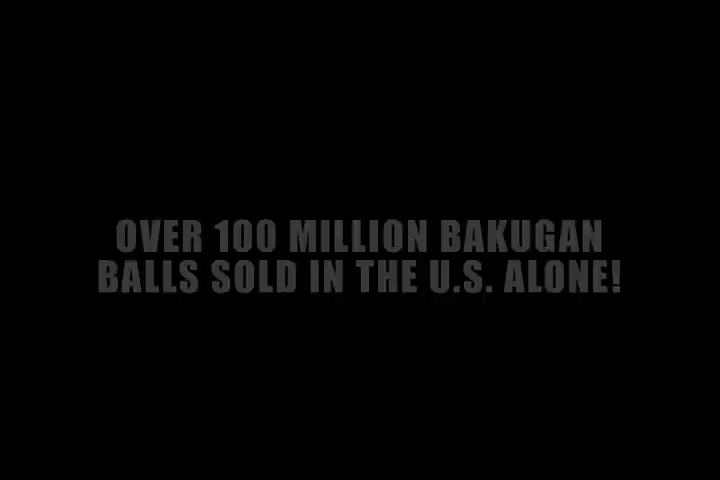 OVER 100 MILLION BAKUGAN
BALLS SOLD IN THE U.S. ALONE!